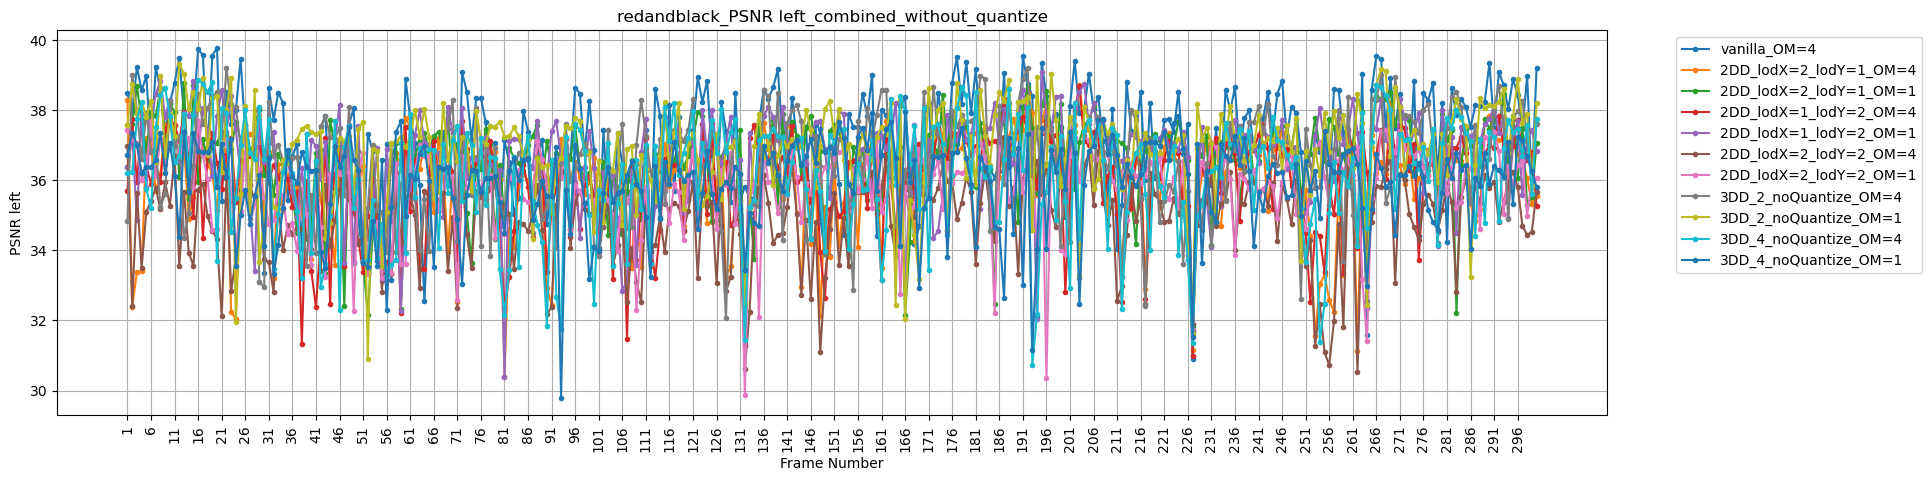 redandblack_PSNR left_combined_without_quantize
PSNR left
40
38
36
34
32
30
1 6 11 16 21 26 31 36 41 46 51 56 61 66 71 76 81 86 91 96 101 106 111 116 121 126 131 136 141 146 151 156 161 166 171 176 181 186 191 196 201 206 211 216 221 226 231 236 241 246 251 256 261 266 271 276 281 286 291 296
Frame Number
vanilla_OM=4
2DD_lodX=2_lodY=1_OM=4
2DD_lodX=2_lodY=1_OM=1
2DD_lodX=1_lodY=2_OM=4
2DD_lodX=1_lodY=2_OM=1
2DD_lodX=2_lodY=2_OM=4
2DD_lodX=2_lodY=2_OM=1
3DD_2_noQuantize_OM=4
3DD_2_noQuantize_OM=1
3DD_4_noQuantize_OM=4
3DD_4_noQuantize_OM=1